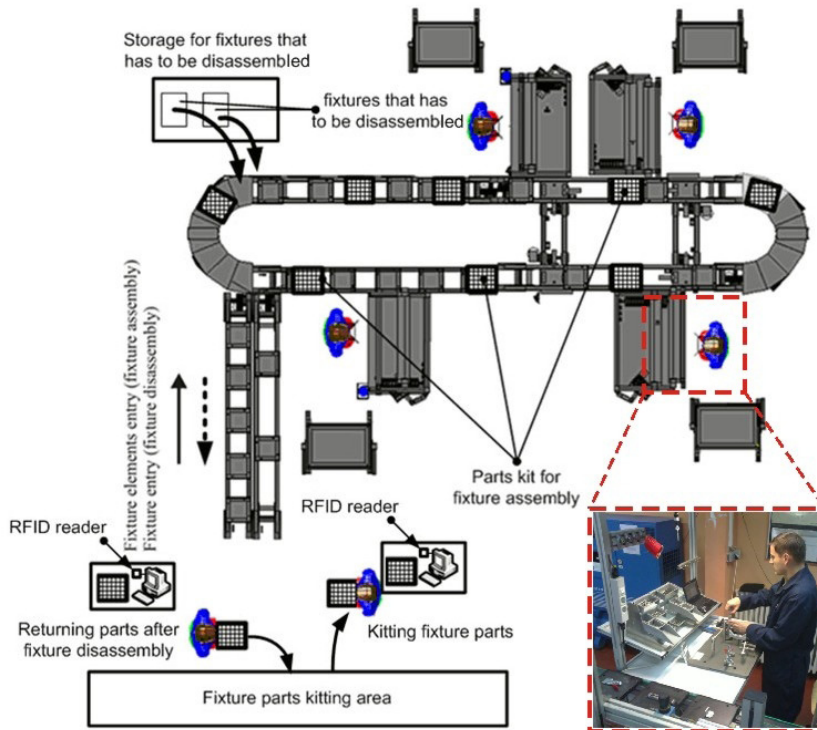 Storage for fixtures that
has to be disassembled
fixtures that has
to be disassembled
Fixture elements entry (fixture assembly)
Fixture entry (fixture disassembly)
Parts kit for
fixture assembly
RFID reader
RFID reader
Returning parts after
fixture disassembly
Kitting fixture parts
Fixture parts kitting area